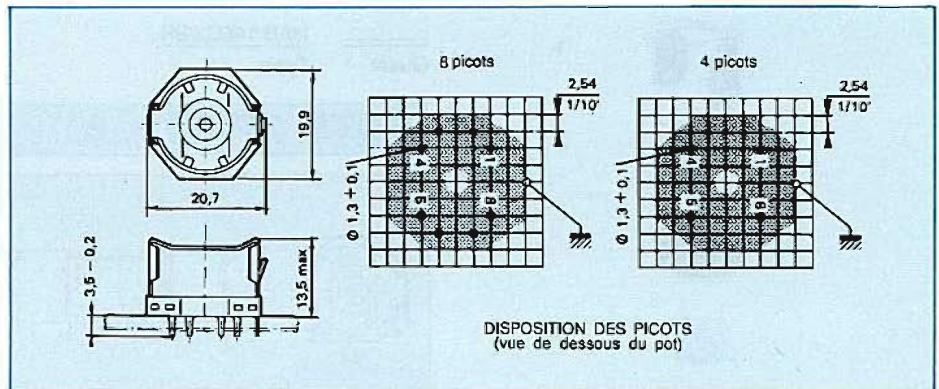 8 picots
4 picots
2,54
1/10'
2,54
1/10'
19,9
20,7
4
1
5
8
Ø 1,3 + 0,1
4
1
5
8
Ø 1,3 + 0,1
3,5 – 0,2
13,5 max
DISPOSITION DES PICOTS
(vue de dessous du pot)